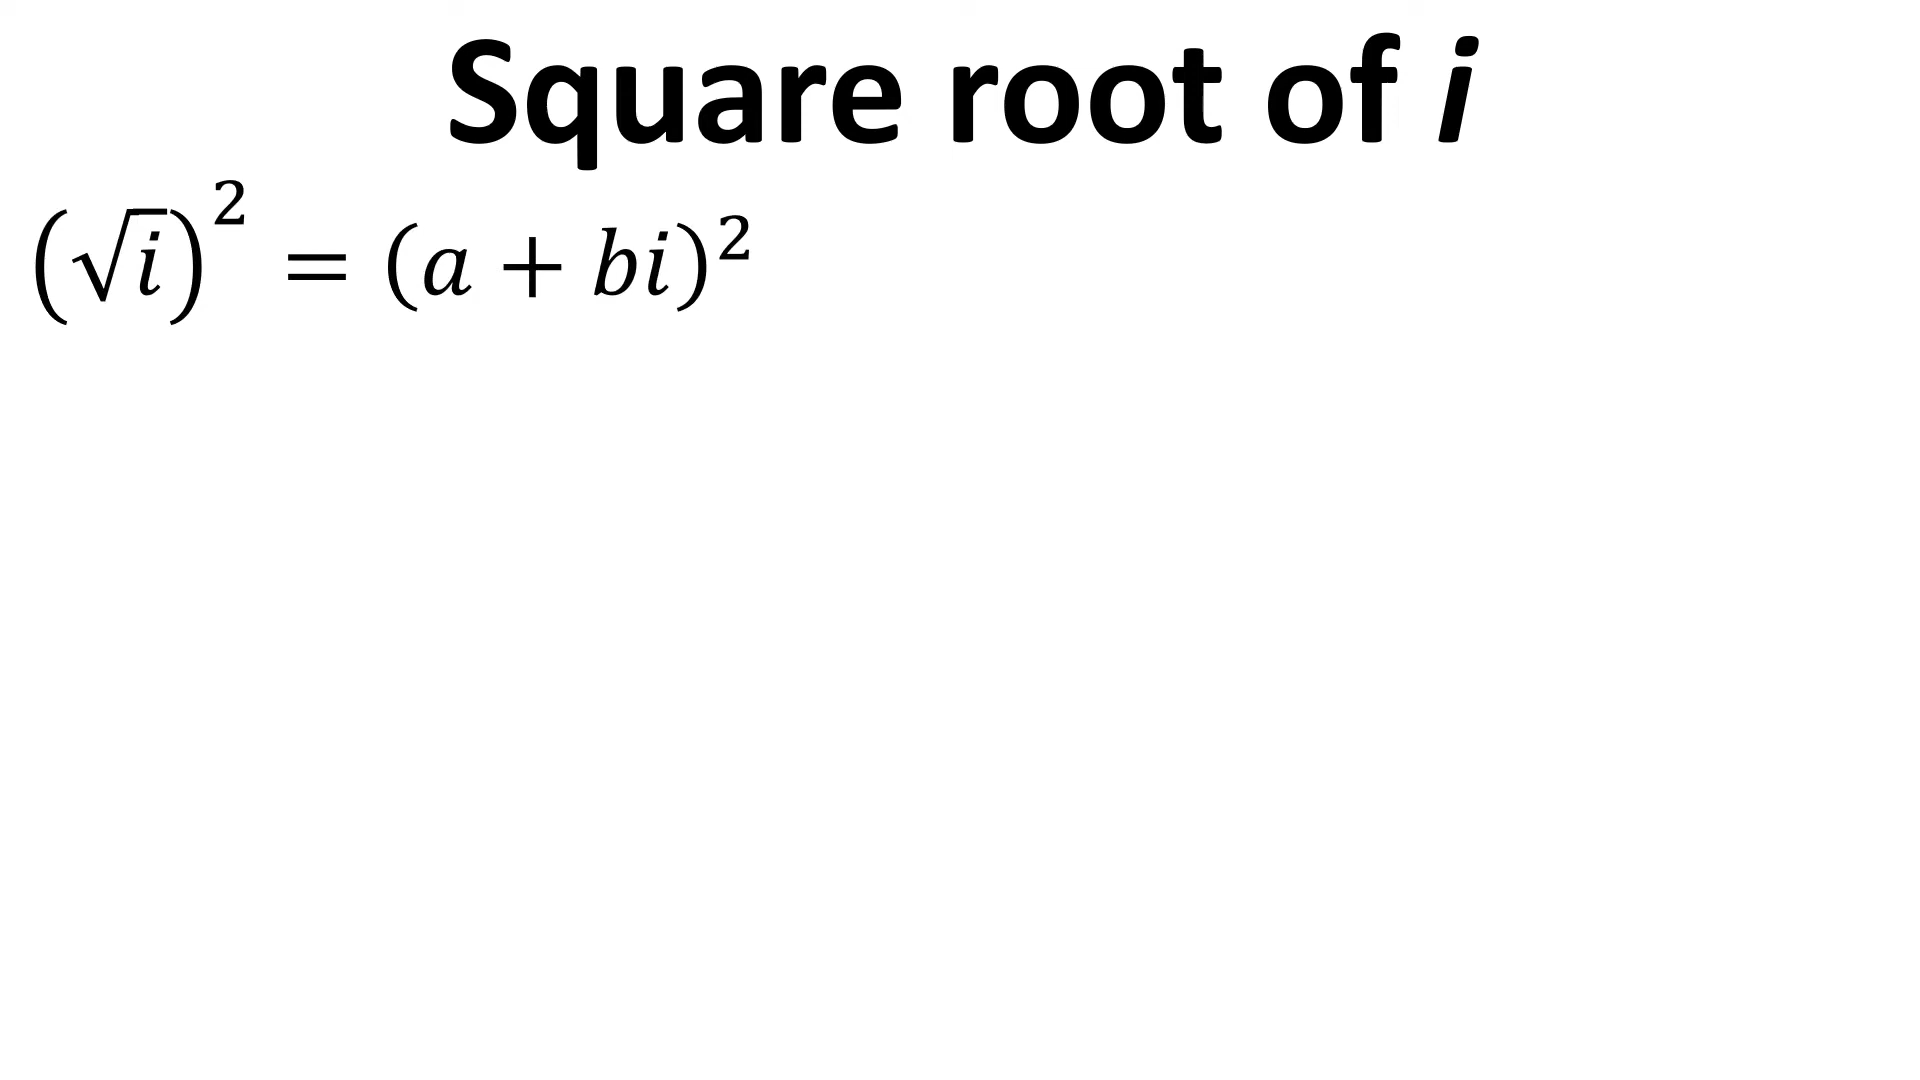 Square root of i
(√i)² = (a + bi)²